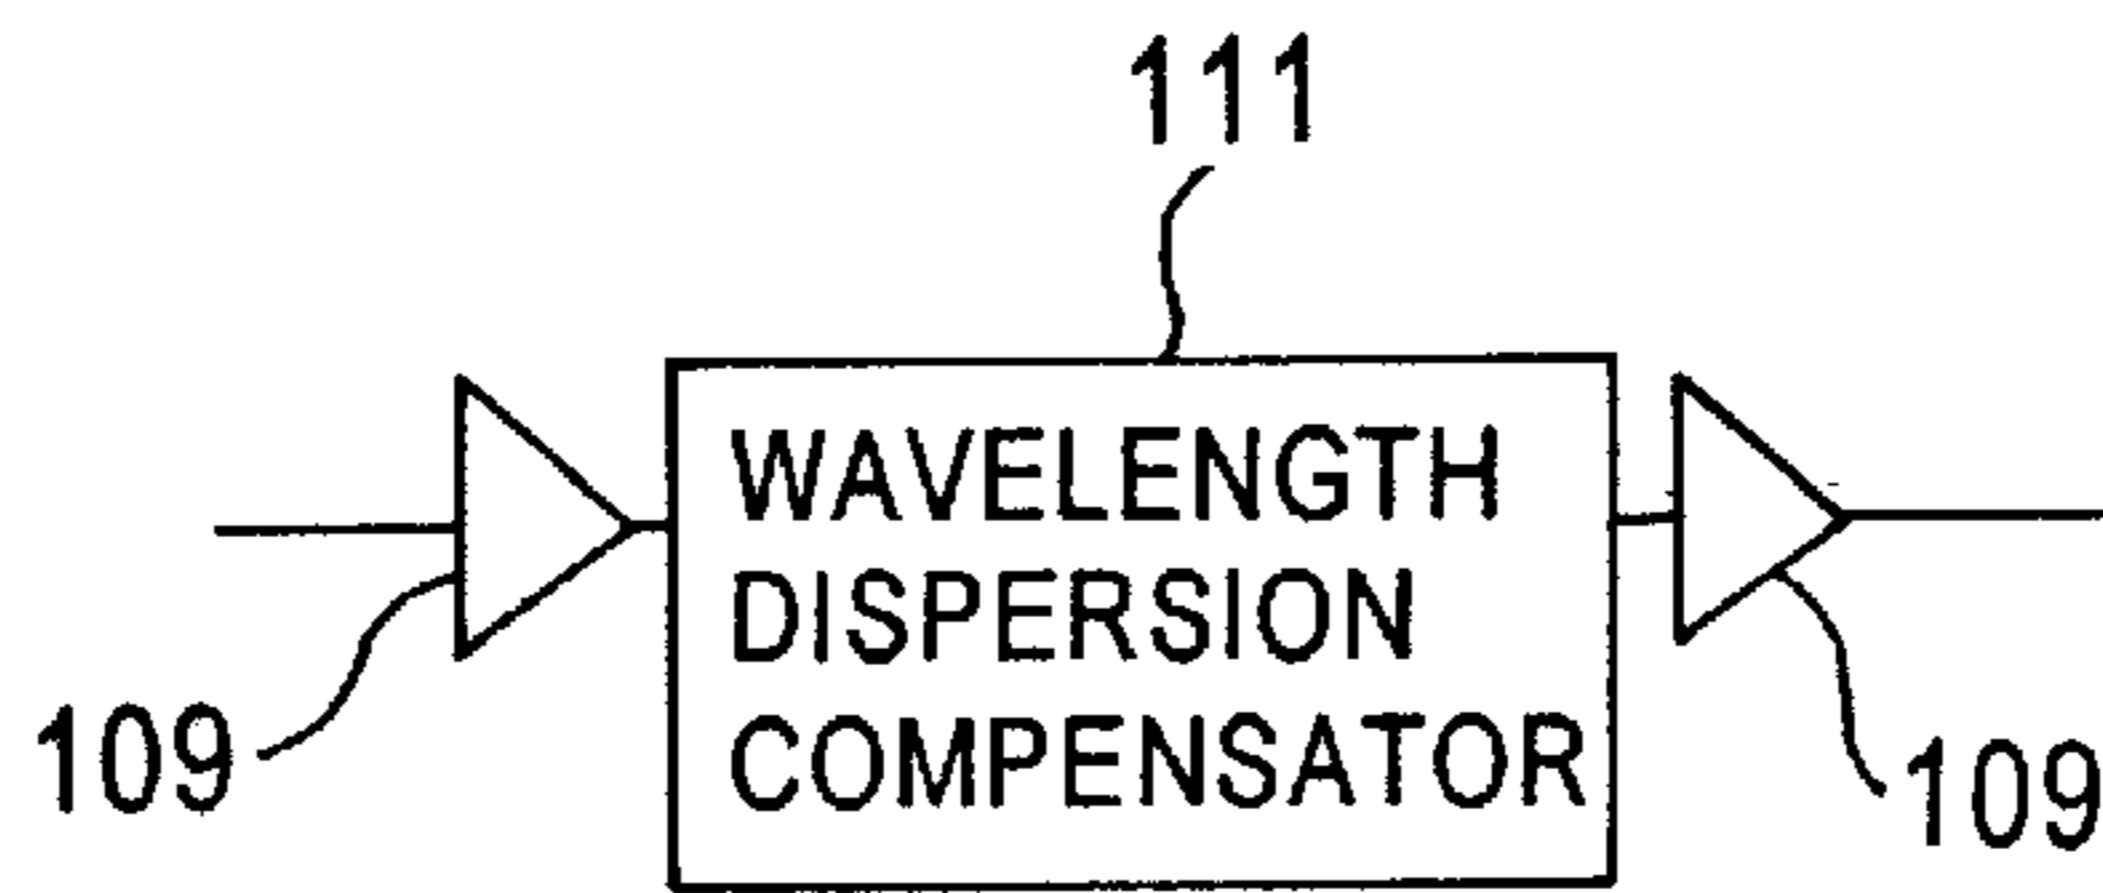 111
WAVELENGTH
DISPERSION
COMPENSATOR
109
109